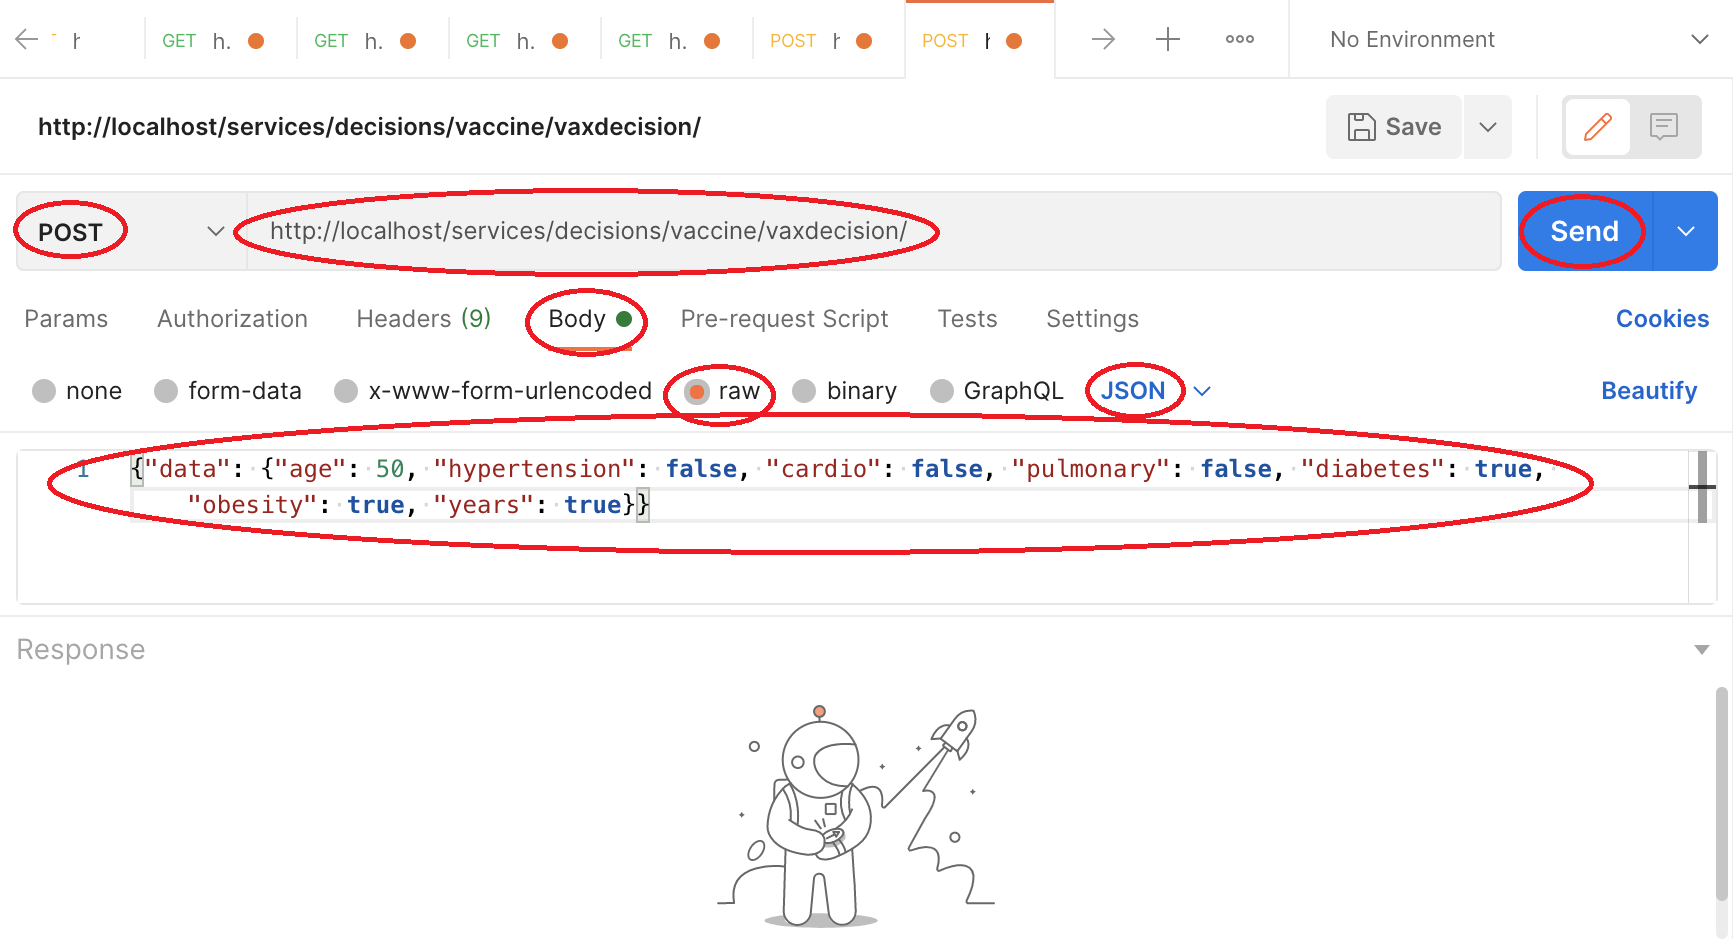 h
GET h.
GET h.
GET h.
GET h.
POST h
POST h
No Environment
http://localhost/services/decisions/vaccine/vaxdecision/
Save
POST
http://localhost/services/decisions/vaccine/vaxdecision/
Send
Params Authorization Headers (9) Body Pre-request Script Tests Settings Cookies
none form-data x-www-form-urlencoded raw binary GraphQL JSON Beautify
1 {"data": {"age": 50, "hypertension": false, "cardio": false, "pulmonary": false, "diabetes": true,
"obesity": true, "years": true}}
Response